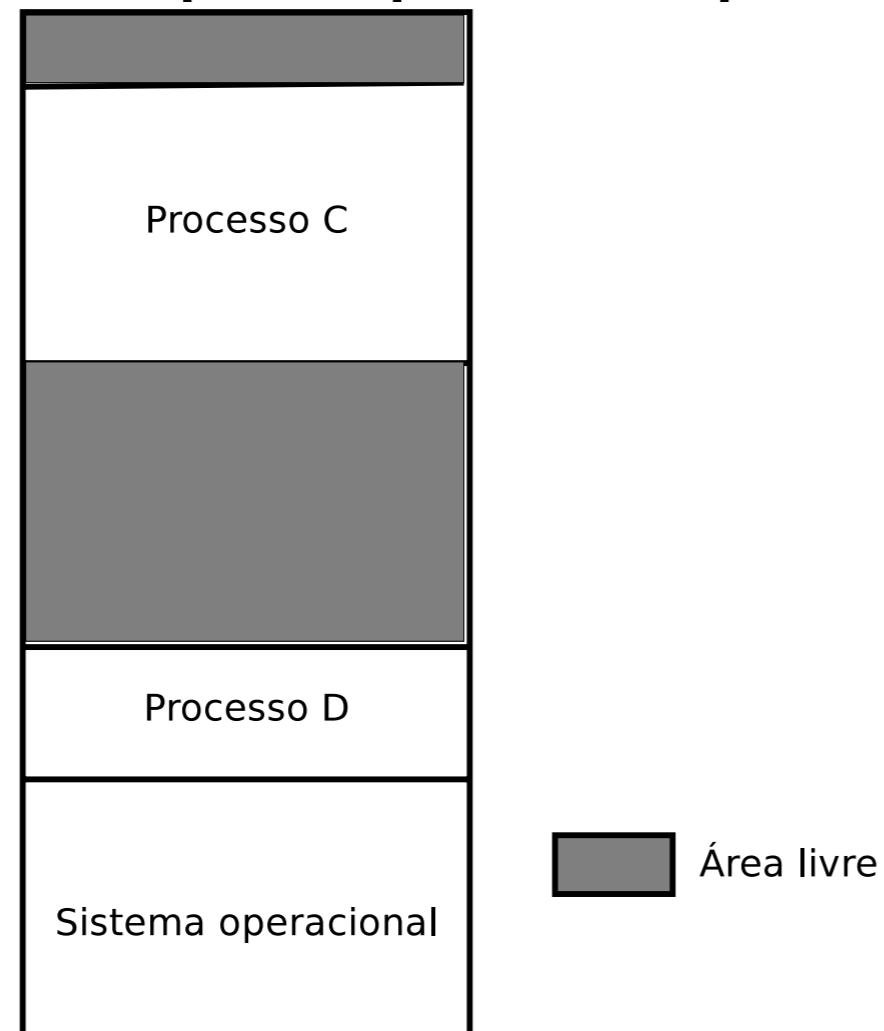 Processo C
Processo D
Área livre
Sistema operacional